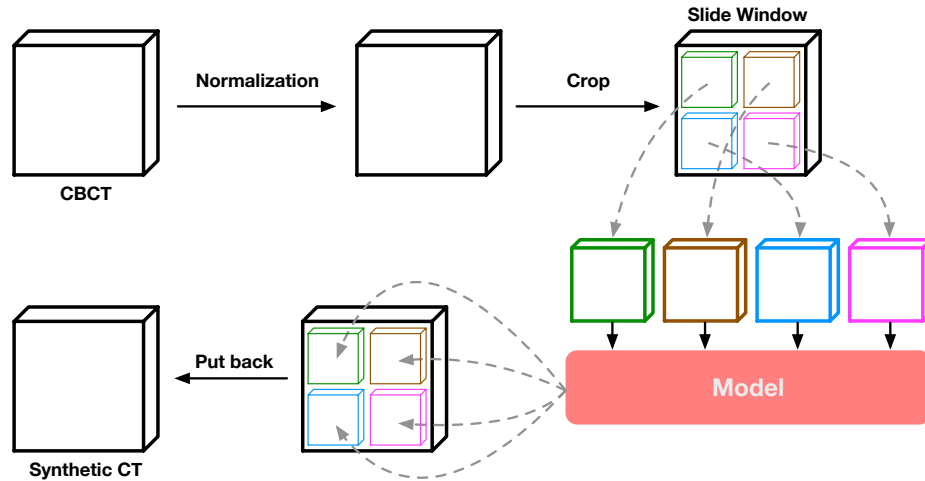 Slide Window
Normalization
Crop
CBCT
Model
Put back
Synthetic CT